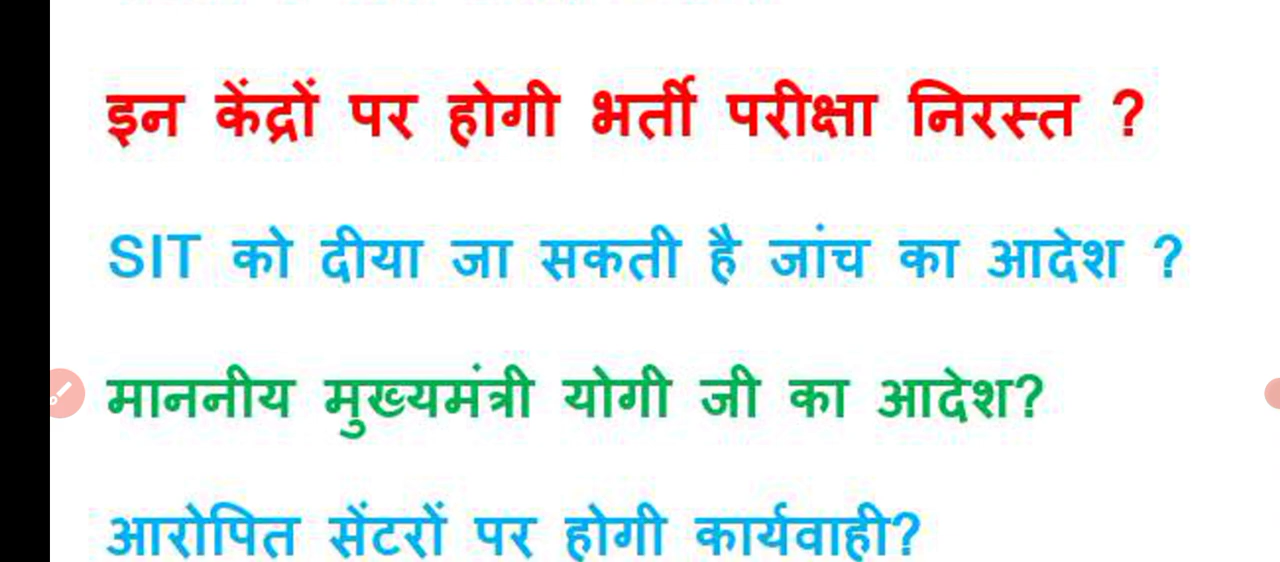 इन केंद्रों पर होगी भर्ती परीक्षा निरस्त ?
SIT को दीया जा सकती है जांच का आदेश ?
माननीय मुख्यमंत्री योगी जी का आदेश?
आरोपित सेंटरों पर होगी कार्यवाही?